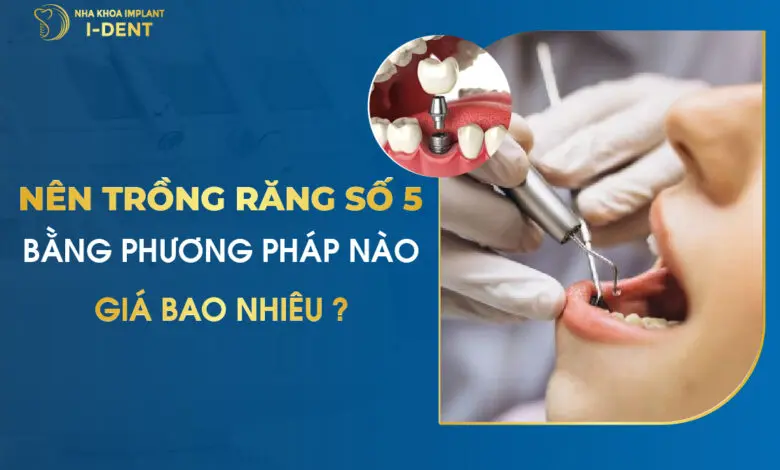 NHA KHOA IMPLANT
I-DENT
NÊN TRỒNG RĂNG SỐ 5
BẰNG PHƯƠNG PHÁP NÀO
GIÁ BAO NHIÊU ?